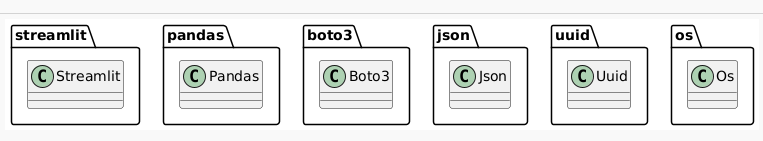 streamlit pandas boto3 json uuid os
C Streamlit C Pandas C Boto3 C Json C Uuid C Os